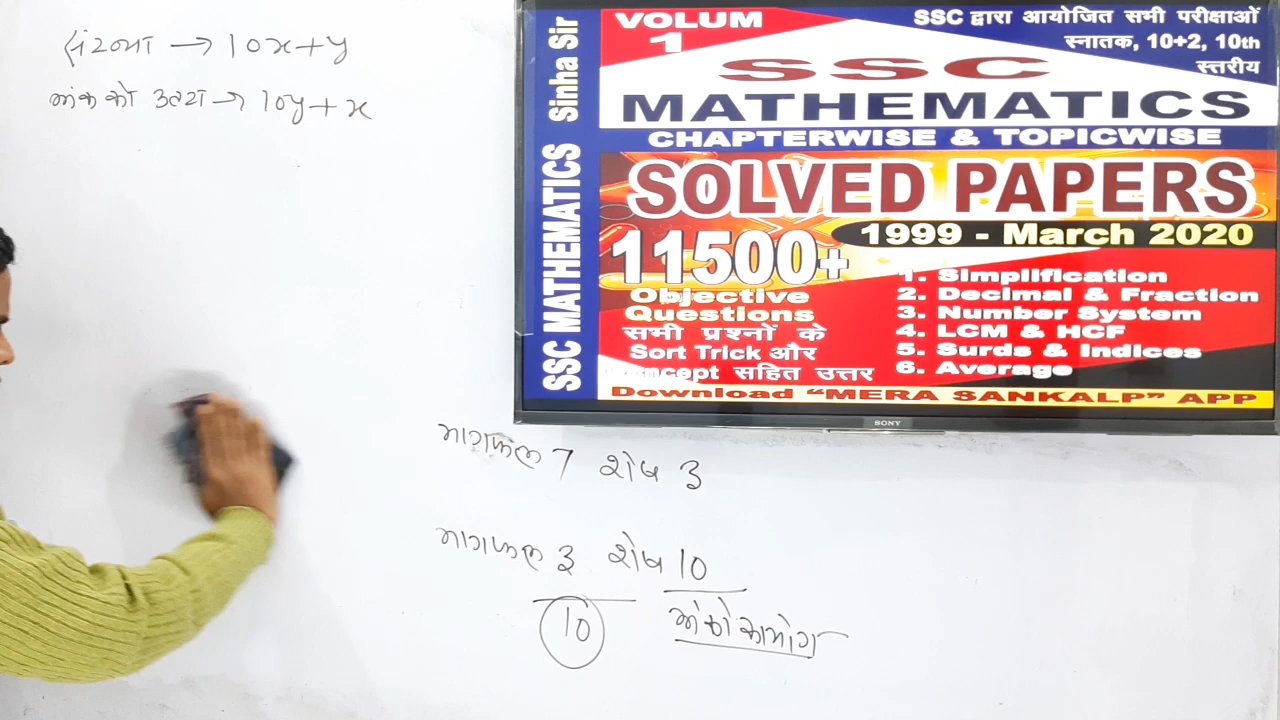 संख्या → 10x+y
अंक को उल्टा → 10y+x
भागफल 7 शेष 3
भागफल 3 शेष 10
10 अंको का योग
Sinha Sir
SSC MATHEMATICS
VOLUM
1
SSC द्वारा आयोजित सभी परीक्षाओं
स्नातक, 10+2, 10th
स्तरीय
SSC
MATHEMATICS
CHAPTERWISE & TOPICWISE
SOLVED PAPERS
1999 - March 2020
11500+
Objective
Questions
सभी प्रश्नों के
Sort Trick और
oncept सहित उत्तर
1. Simplification
2. Decimal & Fraction
3. Number System
4. LCM & HCF
5. Surds & Indices
6. Average
Download "MERA SANKALP" APP
SONY